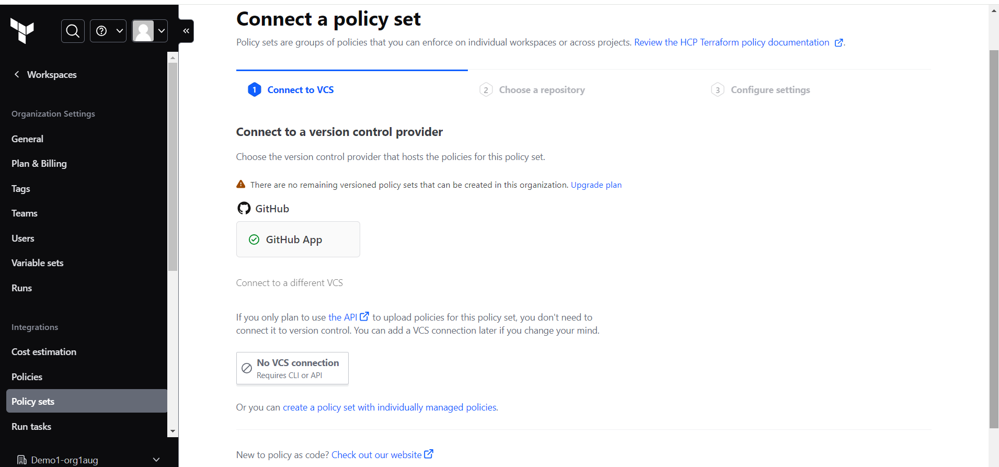 Workspaces
Organization Settings
General
Plan & Billing
Tags
Teams
Users
Variable sets
Runs
Integrations
Cost estimation
Policies
Policy sets
Run tasks
Demo1-org1aug
Connect a policy set
Policy sets are groups of policies that you can enforce on individual workspaces or across projects. Review the HCP Terraform policy documentation .
1 Connect to VCS
2 Choose a repository
3 Configure settings
Connect to a version control provider
Choose the version control provider that hosts the policies for this policy set.
There are no remaining versioned policy sets that can be created in this organization. Upgrade plan
GitHub
GitHub App
Connect to a different VCS
If you only plan to use the API to upload policies for this policy set, you don't need to
connect it to version control. You can add a VCS connection later if you change your mind.
No VCS connection
Requires CLI or API
Or you can create a policy set with individually managed policies.
New to policy as code? Check out our website